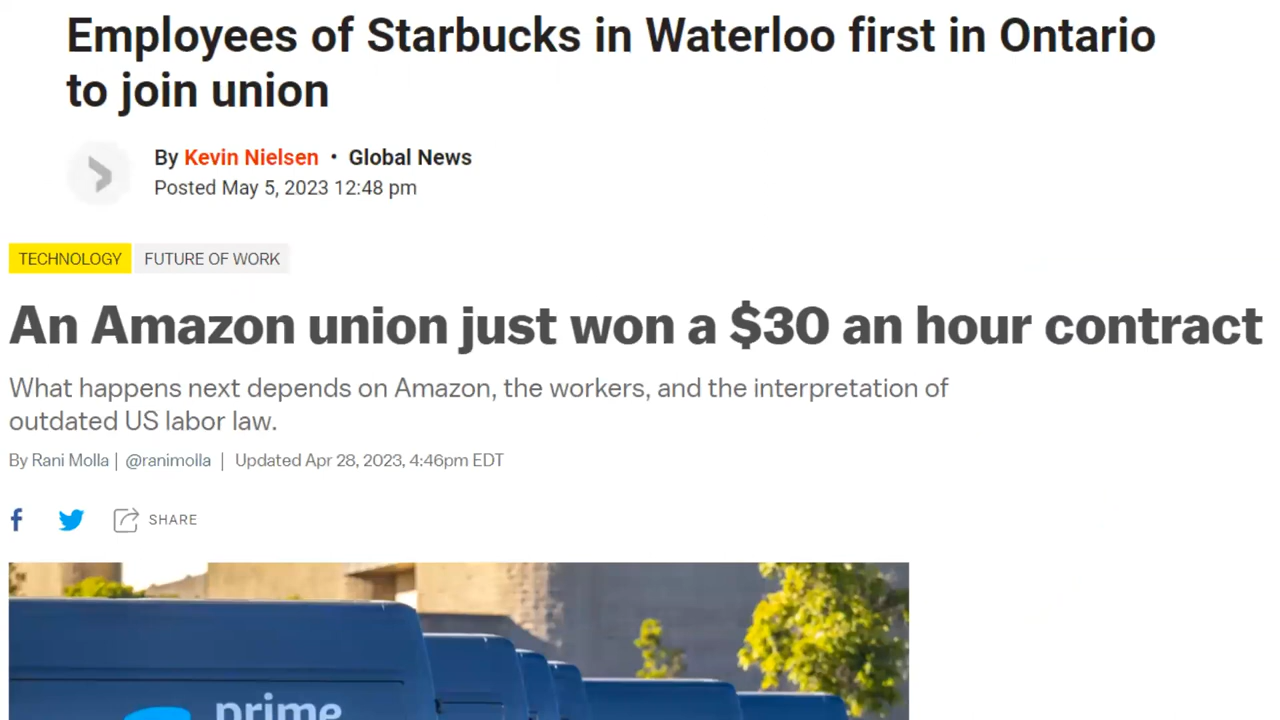 Employees of Starbucks in Waterloo first in Ontario
to join union
By Kevin Nielsen • Global News
Posted May 5, 2023 12:48 pm
TECHNOLOGY FUTURE OF WORK
An Amazon union just won a $30 an hour contract
What happens next depends on Amazon, the workers, and the interpretation of
outdated US labor law.
By Rani Molla | @ranimolla | Updated Apr 28, 2023, 4:46pm EDT
SHARE
prime